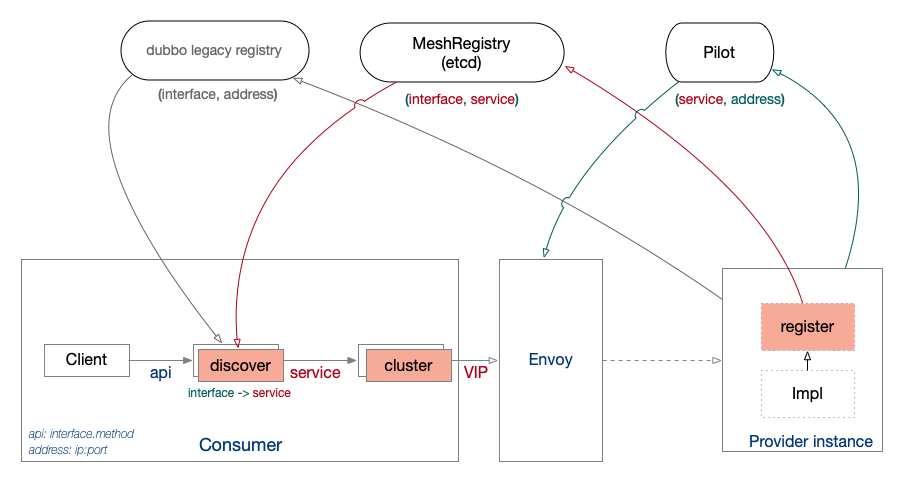 dubbo legacy registry
MeshRegistry
(etcd)
Pilot
(interface, address)
(interface, service)
(service, address)
Client
api
discover
interface -> service
service
cluster
VIP
Envoy
register
Impl
api: interface.method
address: ip:port
Consumer
Provider instance